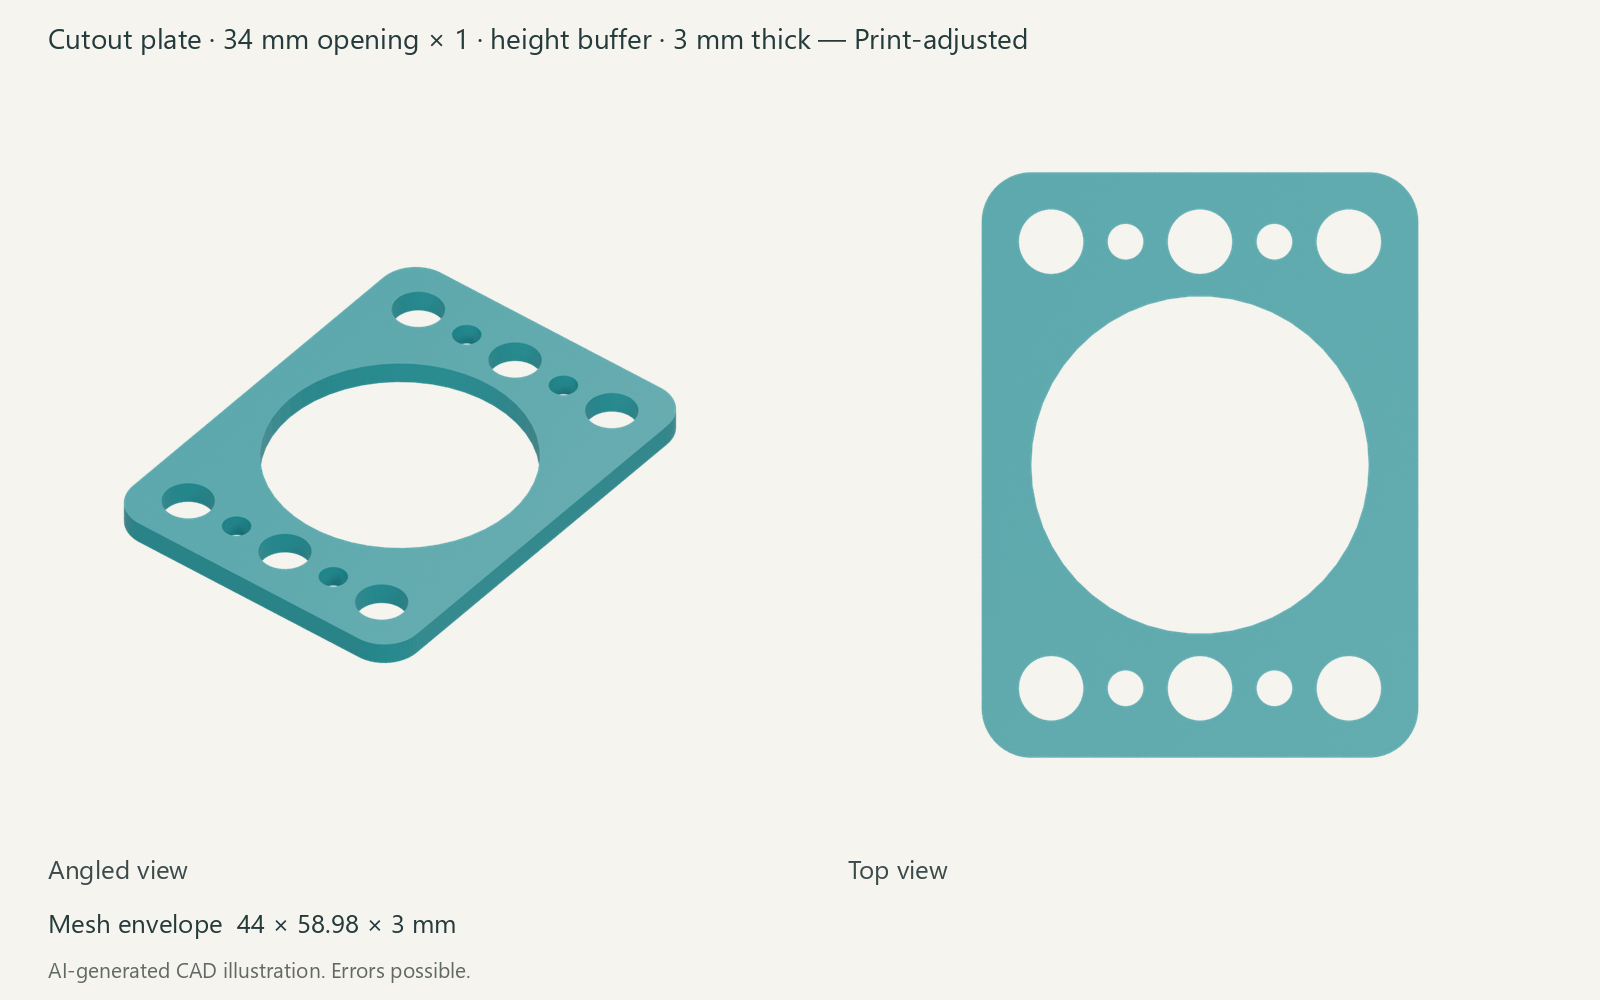 Cutout plate · 34 mm opening × 1 · height buffer · 3 mm thick — Print-adjusted
Angled view
Top view
Mesh envelope 44 × 58.98 × 3 mm
AI-generated CAD illustration. Errors possible.